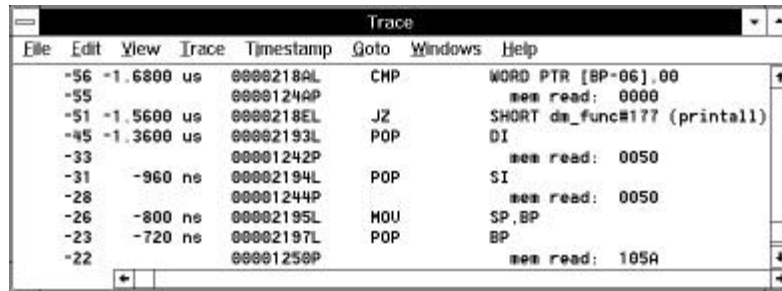 Trace
File Edit View Trace Timestamp Goto Windows Help
-56 -1.6800 us 0000218AL CMP WORD PTR [BP-06],00
-55 0000124AP mem read: 0000
-51 -1.5600 us 0000218EL JZ SHORT dm_func#177 (printall)
-45 -1.3600 us 00002193L POP DI
-33 00001242P mem read: 0050
-31 -960 ns 00002194L POP SI
-28 00001244P mem read: 0050
-26 -800 ns 00002195L MOV SP,BP
-23 -720 ns 00002197L POP BP
-22 00001250P mem read: 105A